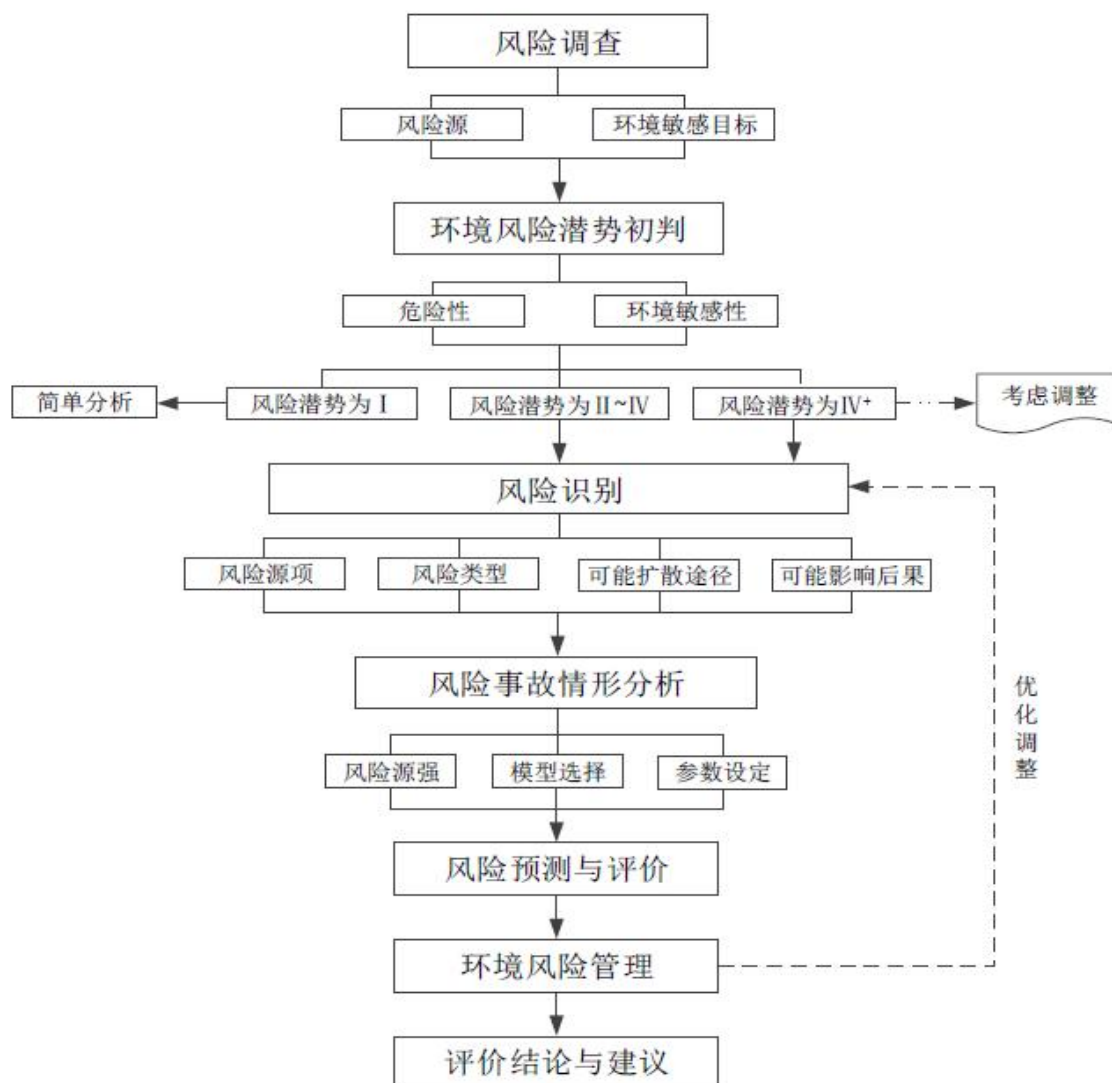 风险调查
风险源
环境敏感目标
环境风险潜势初判
危险性
环境敏感性
简单分析
风险潜势为Ⅰ
风险潜势为Ⅱ~Ⅳ
风险潜势为Ⅳ+
考虑调整
风险识别
风险源项
风险类型
可能扩散途径
可能影响后果
风险事故情形分析
优化调整
风险源强
模型选择
参数设定
风险预测与评价
环境风险管理
评价结论与建议